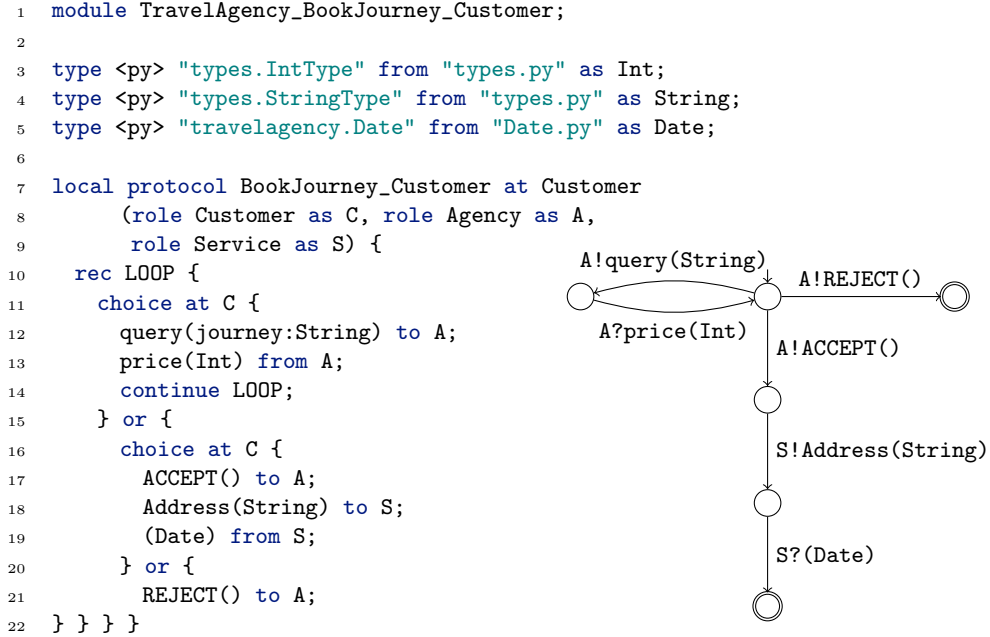 1 module TravelAgency_BookJourney_Customer;
2
3 type <py> "types.IntType" from "types.py" as Int;
4 type <py> "types.StringType" from "types.py" as String;
5 type <py> "travelagency.Date" from "Date.py" as Date;
6
7 local protocol BookJourney_Customer at Customer
8 (role Customer as C, role Agency as A,
9 role Service as S) {
10 rec LOOP {
11 choice at C {
12 query(journey:String) to A;
13 price(Int) from A;
14 continue LOOP;
15 } or {
16 choice at C {
17 ACCEPT() to A;
18 Address(String) to S;
19 (Date) from S;
20 } or {
21 REJECT() to A;
22 } } } }
A!query(String)
A!REJECT()
A?price(Int)
A!ACCEPT()
S!Address(String)
S?(Date)